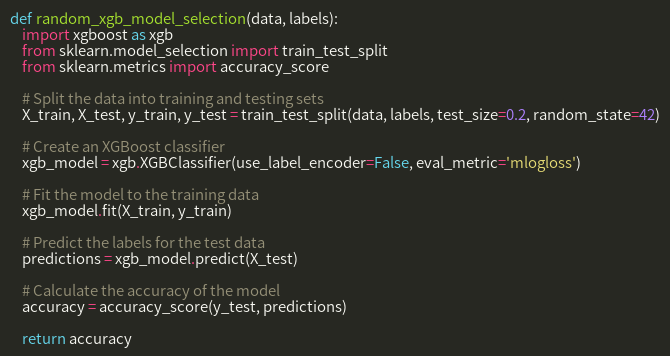 def random_xgb_model_selection(data, labels):
    import xgboost as xgb
    from sklearn.model_selection import train_test_split
    from sklearn.metrics import accuracy_score

    # Split the data into training and testing sets
    X_train, X_test, y_train, y_test = train_test_split(data, labels, test_size=0.2, random_state=42)

    # Create an XGBoost classifier
    xgb_model = xgb.XGBClassifier(use_label_encoder=False, eval_metric='mlogloss')

    # Fit the model to the training data
    xgb_model.fit(X_train, y_train)

    # Predict the labels for the test data
    predictions = xgb_model.predict(X_test)

    # Calculate the accuracy of the model
    accuracy = accuracy_score(y_test, predictions)

    return accuracy